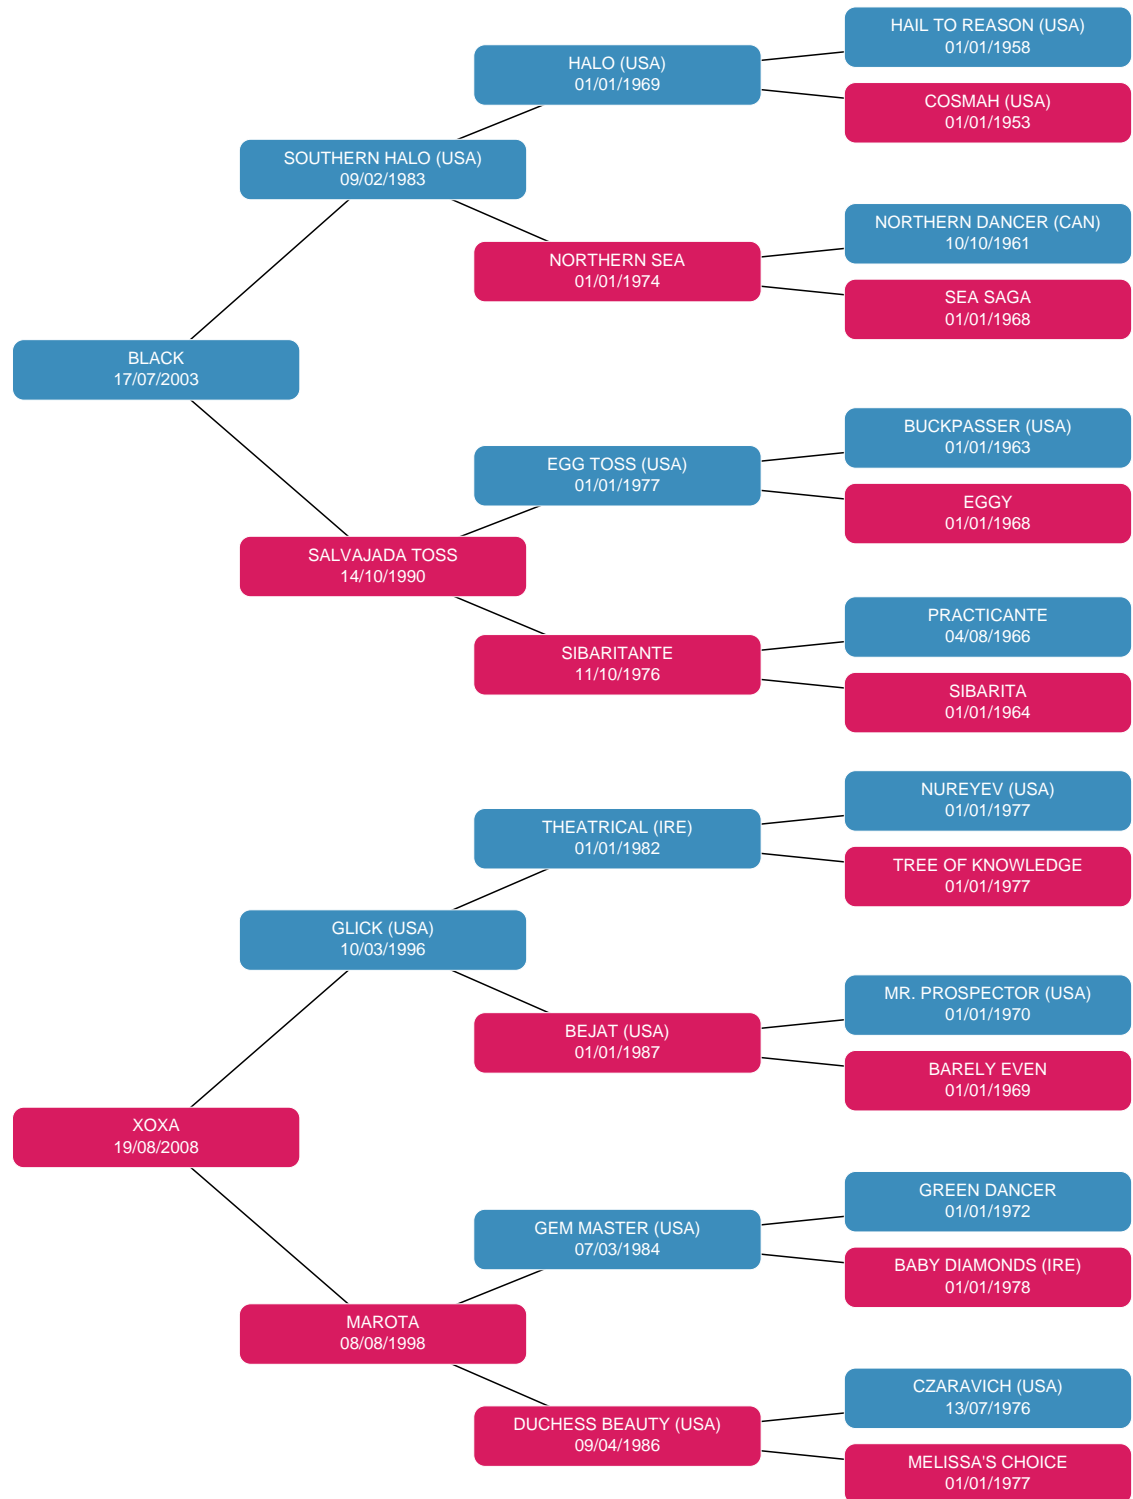 HAIL TO REASON (USA)
01/01/1958
HALO (USA)
01/01/1969
COSMAH (USA)
01/01/1953
SOUTHERN HALO (USA)
09/02/1983
NORTHERN DANCER (CAN)
10/10/1961
NORTHERN SEA
01/01/1974
SEA SAGA
01/01/1968
BLACK
17/07/2003
BUCKPASSER (USA)
01/01/1963
EGG TOSS (USA)
01/01/1977
EGGY
01/01/1968
SALVAJADA TOSS
14/10/1990
PRACTICANTE
04/08/1966
SIBARITANTE
11/10/1976
SIBARITA
01/01/1964
NUREYEV (USA)
01/01/1977
THEATRICAL (IRE)
01/01/1982
TREE OF KNOWLEDGE
01/01/1977
GLICK (USA)
10/03/1996
MR. PROSPECTOR (USA)
01/01/1970
BEJAT (USA)
01/01/1987
BARELY EVEN
01/01/1969
XOXA
19/08/2008
GREEN DANCER
01/01/1972
GEM MASTER (USA)
07/03/1984
BABY DIAMONDS (IRE)
01/01/1978
MAROTA
08/08/1998
CZARAVICH (USA)
13/07/1976
DUCHESS BEAUTY (USA)
09/04/1986
MELISSA'S CHOICE
01/01/1977